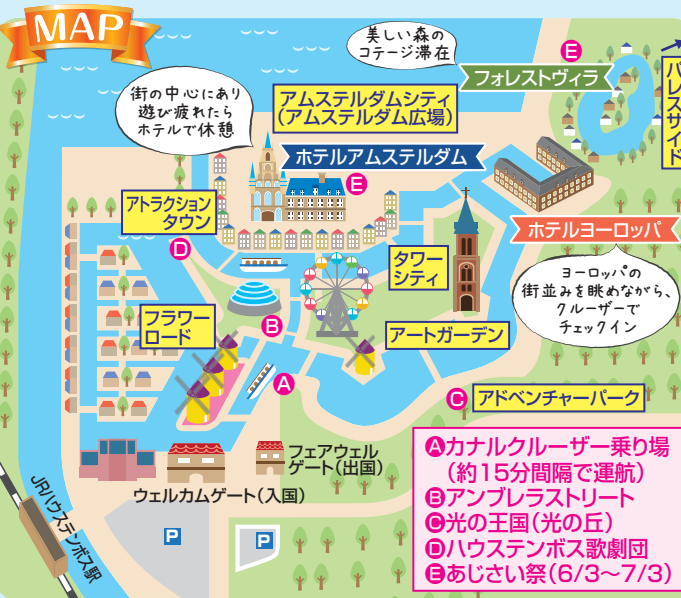 MAP
美しい森の
コテージ滞在
E
フォレストヴィラ
パレスサイド
街の中心にあり
遊び疲れたら
ホテルで休憩
アムステルダムシティ
(アムステルダム広場)
ホテルアムステルダム
E
アトラクション
タウン
D
ホテルヨーロッパ
ヨーロッパの
街並みを眺めながら、
クルーザーで
チェックイン
タワー
シティ
フラワー
ロード
B
アートガーデン
A
C
アドベンチャーパーク
フェアウェル
ゲート(出国)
ウェルカムゲート(入国)
JRハウステンボス駅
P
P
Aカナルクルーザー乗り場
(約15分間隔で運航)
Bアンブレラストリート
C光の王国(光の丘)
Dハウステンボス歌劇団
Eあじさい祭(6/3〜7/3)